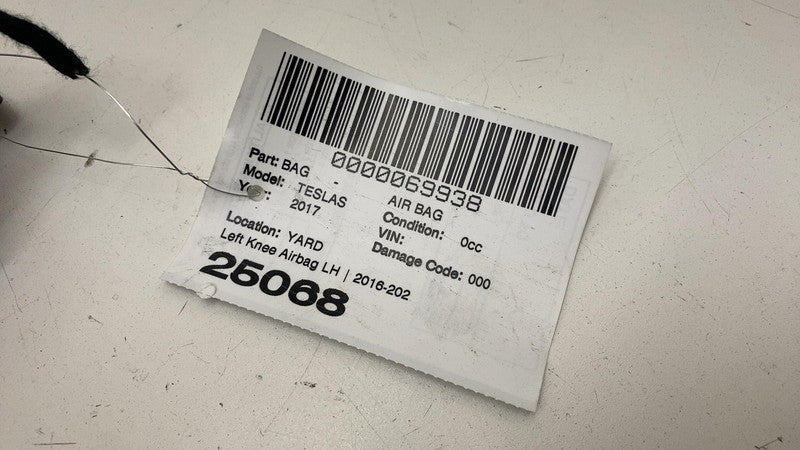 0000069938
Part: BAG - AIR BAG
Model: TESLAS Condition: 0cc
2017 VIN:
Damage Code: 000
Location: YARD
Left Knee Airbag LH | 2016-202
25068